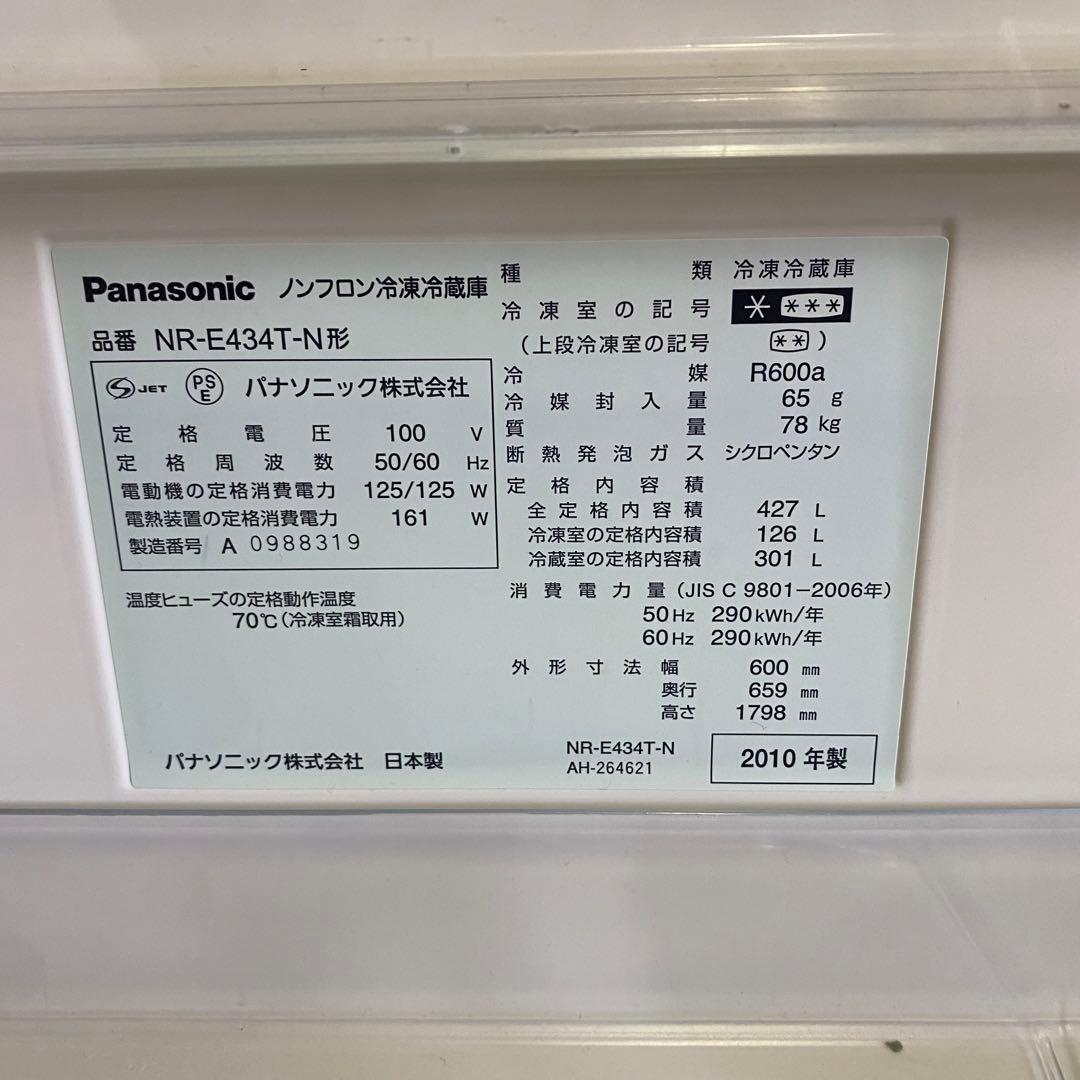 Panasonic ノンフロン冷凍冷蔵庫
品番 NR-E434T-N形
S JET PSE パナソニック株式会社
定格電圧 100 V
定格周波数 50/60 Hz
電動機の定格消費電力 125/125 W
電熱装置の定格消費電力 161 W
製造番号 A 0988319
温度ヒューズの定格動作温度
70℃(冷凍室霜取用)
パナソニック株式会社 日本製
種類 冷凍冷蔵庫
冷凍室の記号 * ***
(上段冷凍室の記号 ** )
冷媒 R600a
冷媒封入量 65 g
質量 78 kg
断熱発泡ガス シクロペンタン
定格内容積
全定格内容積 427 L
冷凍室の定格内容積 126 L
冷蔵室の定格内容積 301 L
消費電力量(JIS C 9801−2006年)
50Hz 290kWh/年
60Hz 290kWh/年
外形寸法 幅 600 mm
奥行 659 mm
高さ 1798 mm
NR-E434T-N
AH-264621
2010年製